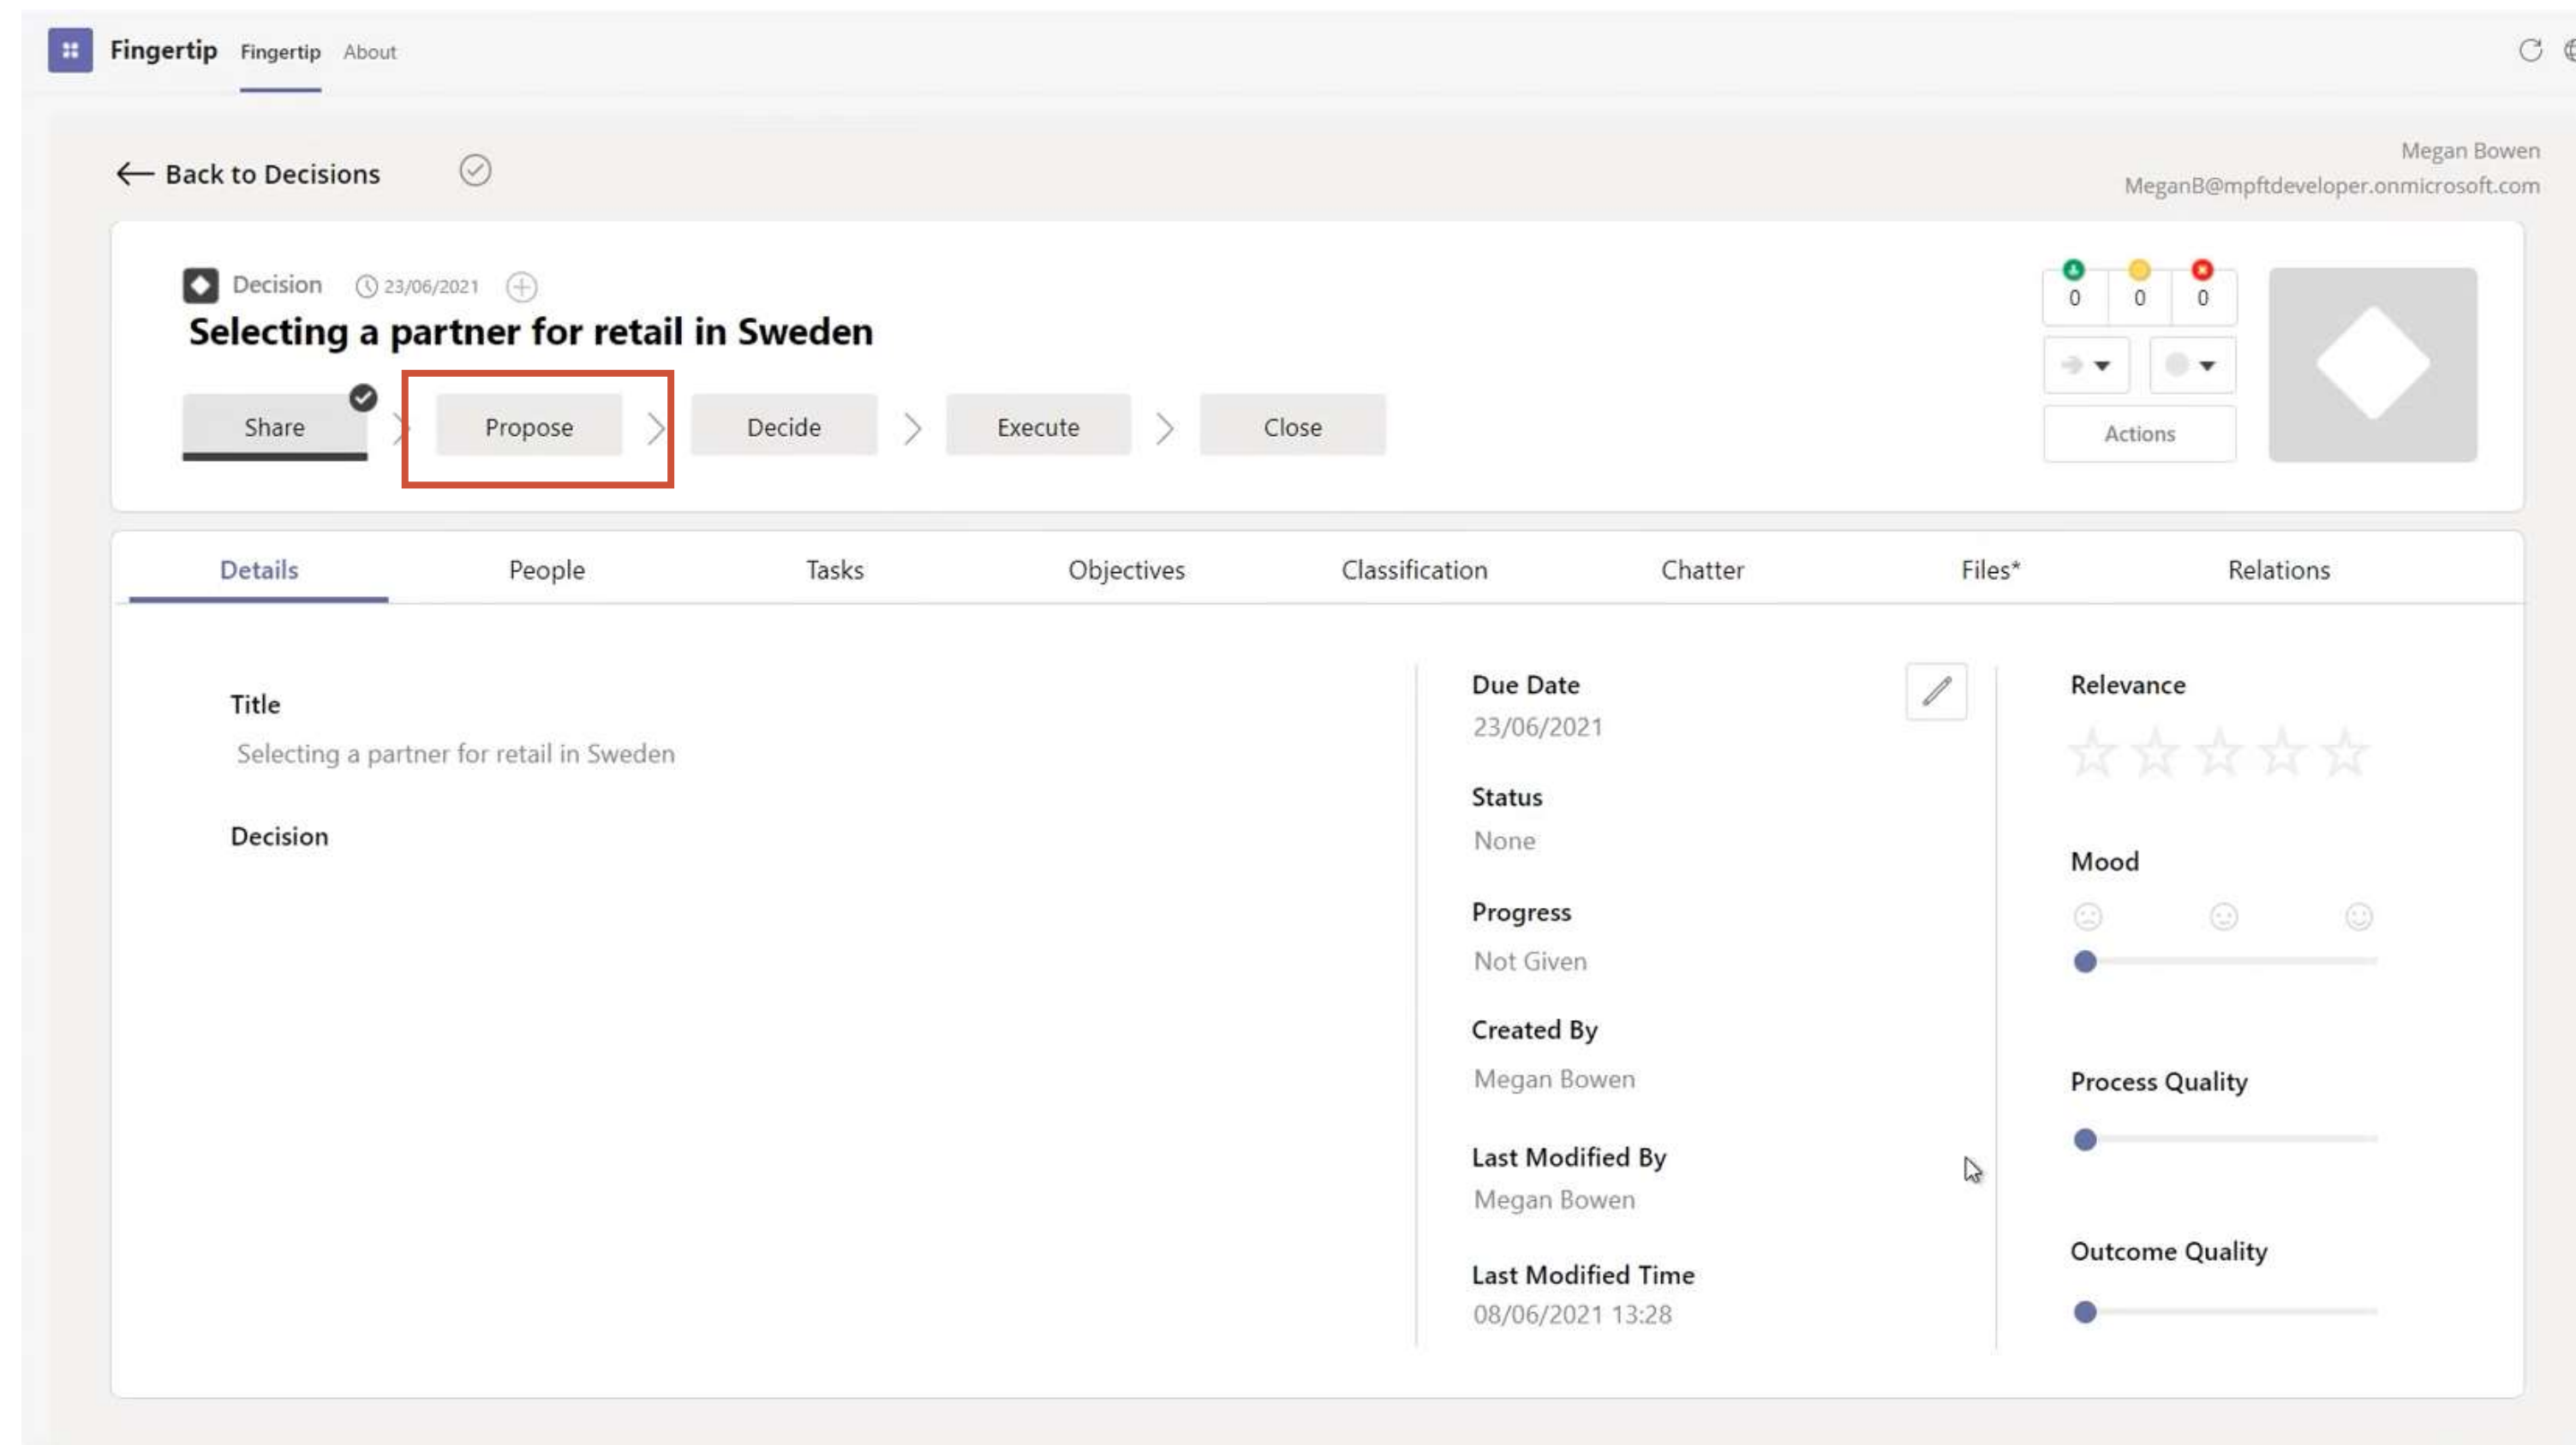 Fingertip Fingertip About
Back to Decisions
Megan Bowen
MeganB@mpftdeveloper.onmicrosoft.com
Decision 23/06/2021
Selecting a partner for retail in Sweden
0 0 0
Share Propose Decide Execute Close
Actions
Details People Tasks Objectives Classification Chatter Files* Relations
Title
Selecting a partner for retail in Sweden
Decision
Due Date
23/06/2021
Status
None
Progress
Not Given
Created By
Megan Bowen
Last Modified By
Megan Bowen
Last Modified Time
08/06/2021 13:28
Relevance
Mood
Process Quality
Outcome Quality